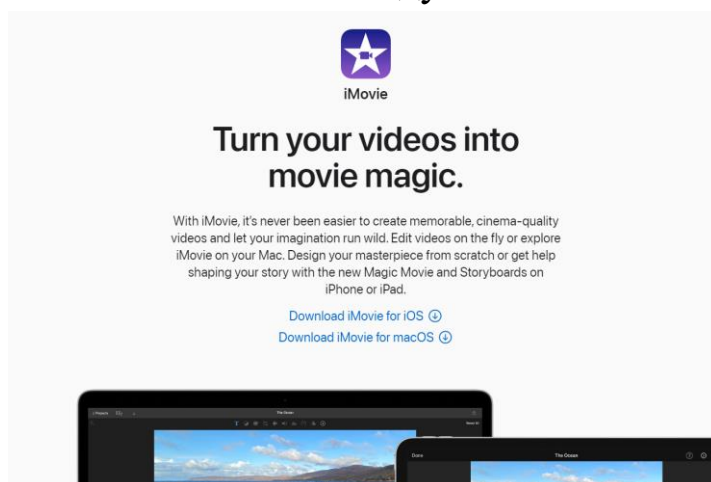 iMovie
Turn your videos into
movie magic.
With iMovie, it's never been easier to create memorable, cinema-quality
videos and let your imagination run wild. Edit videos on the fly or explore
iMovie on your Mac. Design your masterpiece from scratch or get help
shaping your story with the new Magic Movie and Storyboards on
iPhone or iPad.
Download iMovie for iOS
Download iMovie for macOS
The Ocean
Done
The Ocean